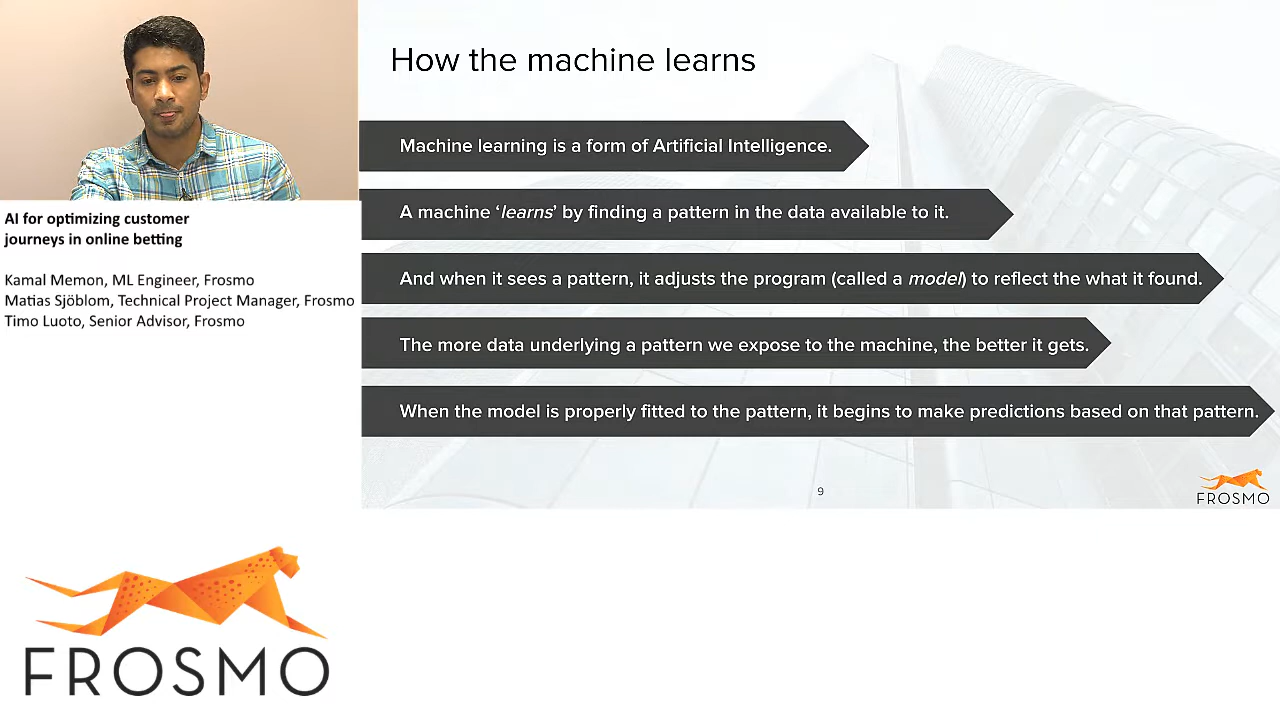 How the machine learns
Machine learning is a form of Artificial Intelligence.
A machine ‘learns’ by finding a pattern in the data available to it.
And when it sees a pattern, it adjusts the program (called a model) to reflect the what it found.
The more data underlying a pattern we expose to the machine, the better it gets.
When the model is properly fitted to the pattern, it begins to make predictions based on that pattern.
9
FROSMO
AI for optimizing customer
journeys in online betting
Kamal Memon, ML Engineer, Frosmo
Matias Sjöblom, Technical Project Manager, Frosmo
Timo Luoto, Senior Advisor, Frosmo
FROSMO